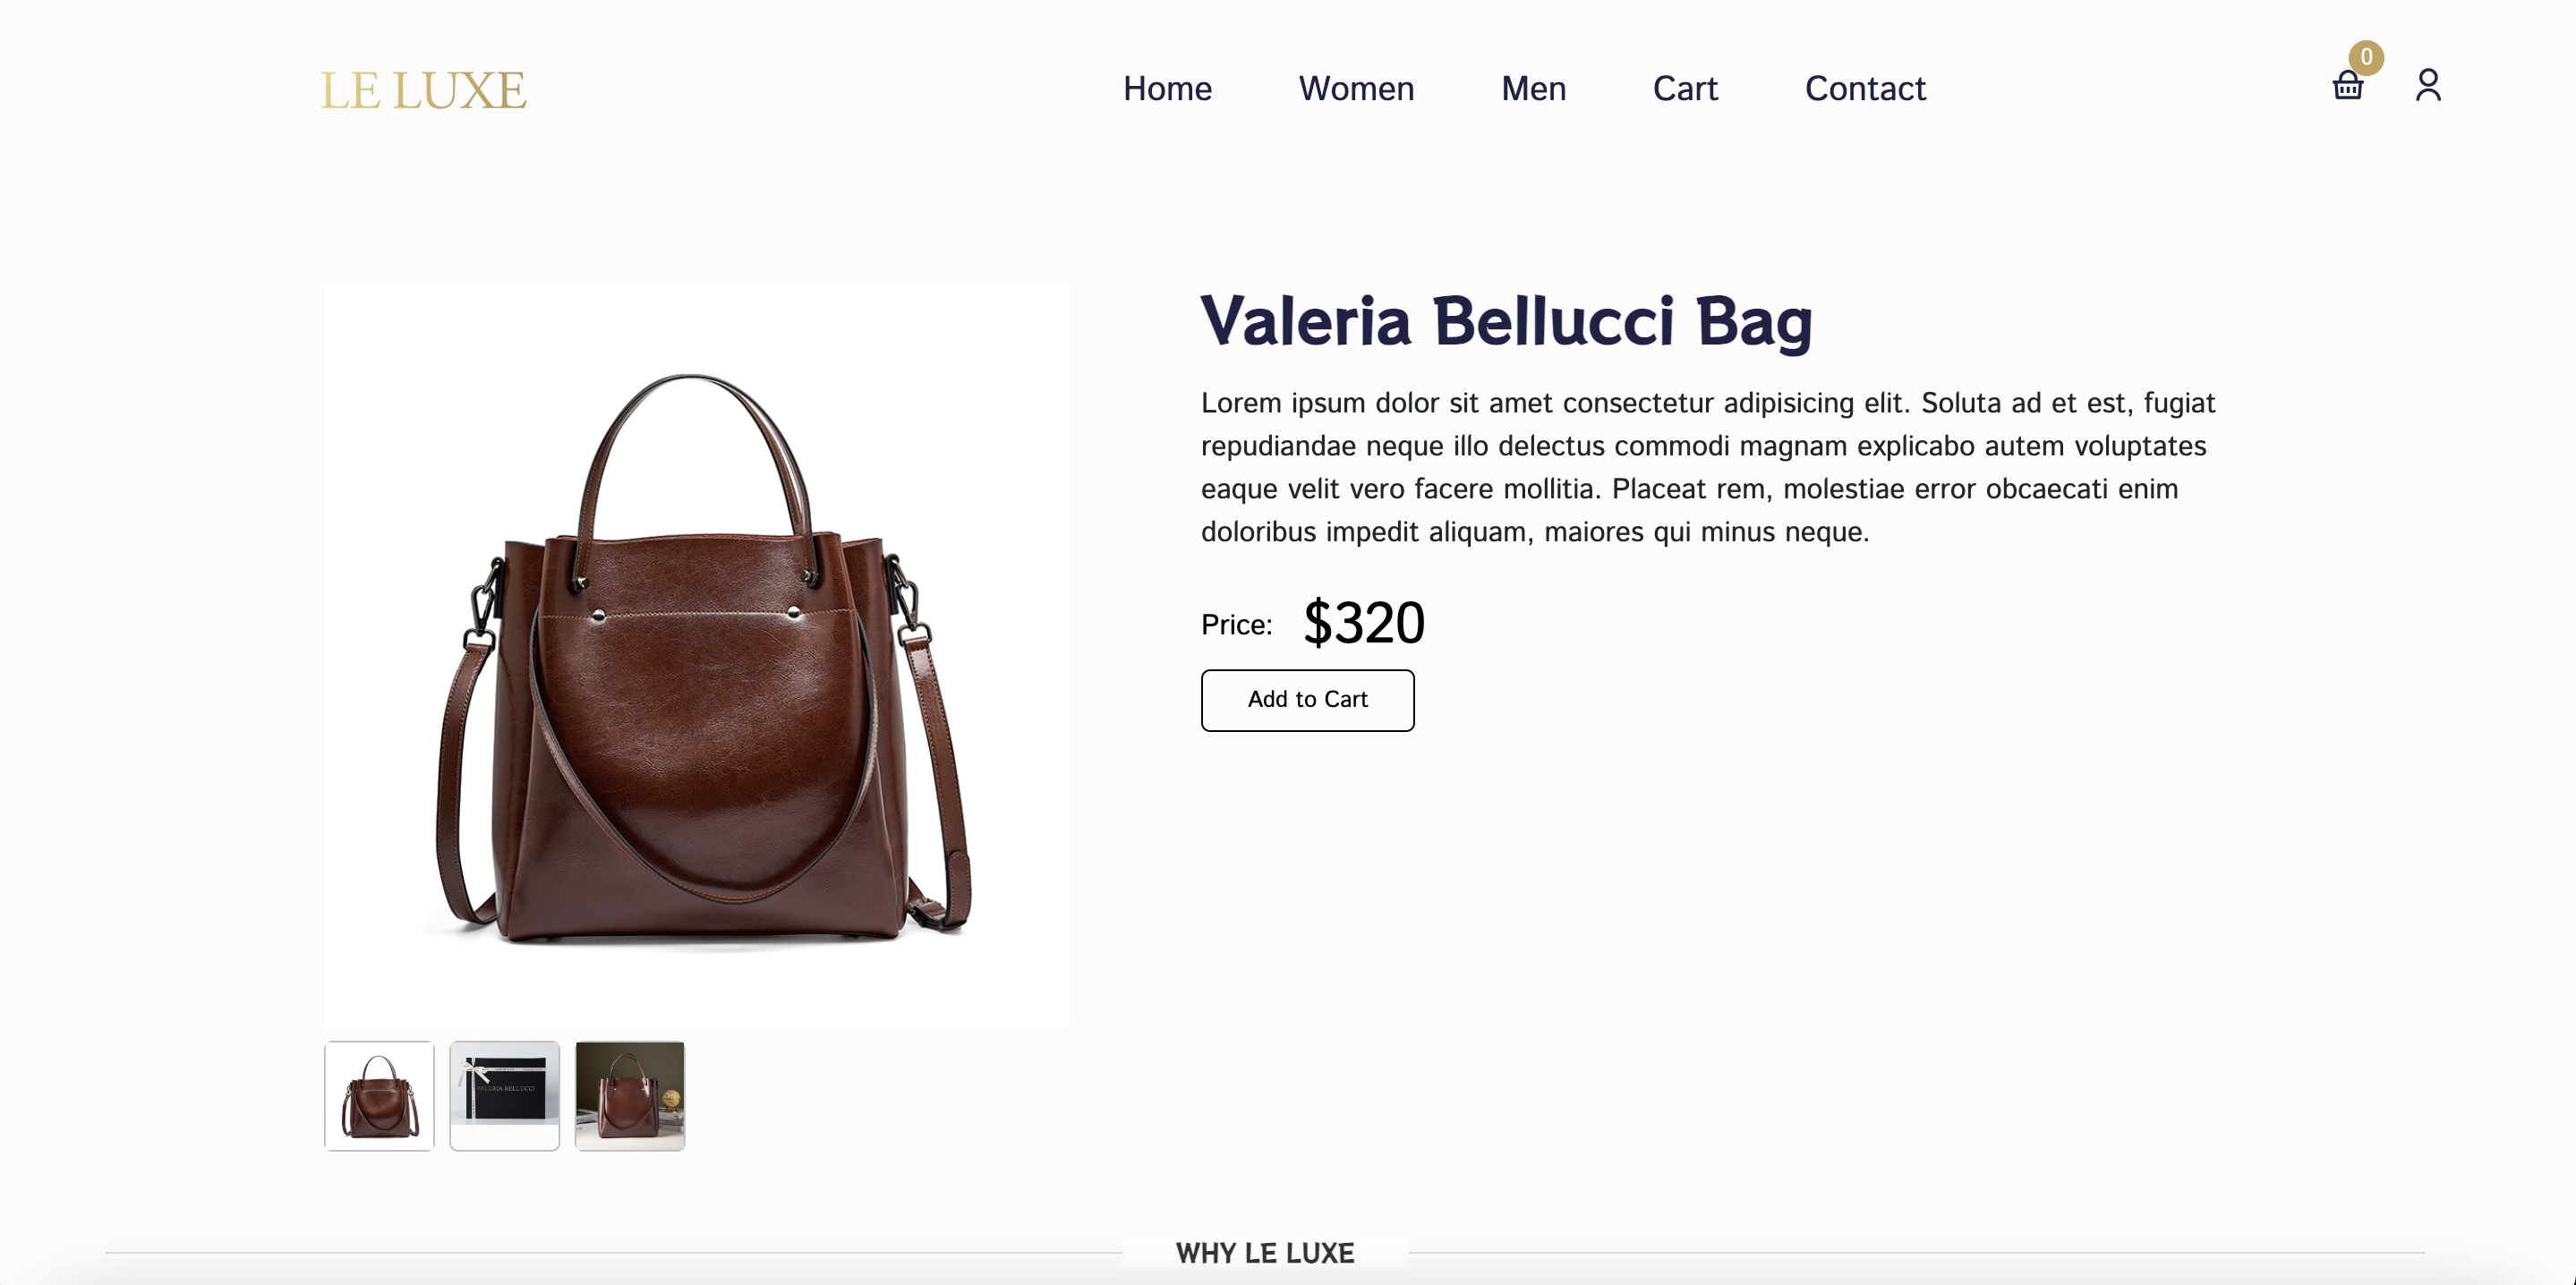 LE LUXE
Home Women Men Cart Contact
0
Valeria Bellucci Bag
Lorem ipsum dolor sit amet consectetur adipisicing elit. Soluta ad et est, fugiat
repudiandae neque illo delectus commodi magnam explicabo autem voluptates
eaque velit vero facere mollitia. Placeat rem, molestiae error obcaecati enim
doloribus impedit aliquam, maiores qui minus neque.
Price: $320
Add to Cart
VALERIA BELLUCCI
WHY LE LUXE